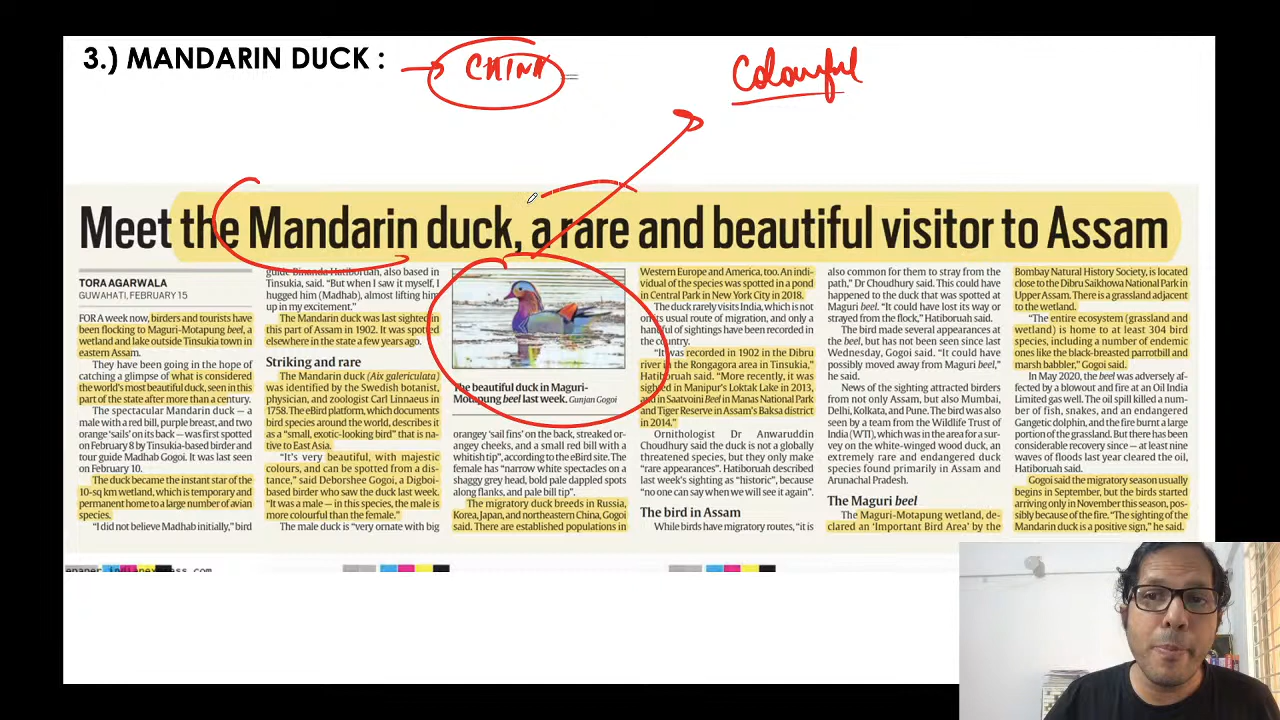 3.) MANDARIN DUCK :
CHINA
Colourful
Meet the Mandarin duck, a rare and beautiful visitor to Assam
TORA AGARWALA
GUWAHATI, FEBRUARY 15
FOR A week now, birders and tourists have
been flocking to Maguri-Motapung beel, a
wetland and lake outside Tinsukia town in
eastern Assam.
They have been going in the hope of
catching a glimpse of what is considered
the world's most beautiful duck, seen in this
part of the state after more than a century.
The spectacular Mandarin duck — a
male with a red bill, purple breast, and two
orange 'sails' on its back — was first spotted
on February 8 by Tinsukia-based birder and
tour guide Madhab Gogoi. It was last seen
on February 10.
The duck became the instant star of the
10-sq km wetland, which is temporary and
permanent home to a large number of avian
species.
"I did not believe Madhab initially," bird
guide Binanda Hatiboruah, also based in
Tinsukia, said. "But when I saw it myself, I
hugged him (Madhab), almost lifting him
up in my excitement."
The Mandarin duck was last sighted in
this part of Assam in 1902. It was spotted
elsewhere in the state a few years ago.
Striking and rare
The Mandarin duck (Aix galericulata)
was identified by the Swedish botanist,
physician, and zoologist Carl Linnaeus in
1758. The eBird platform, which documents
bird species around the world, describes
it as a "small, exotic-looking bird" that is na-
tive to East Asia.
"It's very beautiful, with majestic
colours, and can be spotted from a dis-
tance," said Deborshee Gogoi, a Digboi-
based birder who saw the duck last week.
"It was a male — in this species, the male is
more colourful than the female."
The male duck is "very ornate with big
The beautiful duck in Maguri-
Motapung beel last week. Gunjan Gogoi
orangey 'sail fins' on the back, streaked or-
angey cheeks, and a small red bill with a
whitish tip", according to the eBird site. The
female has "narrow white spectacles on a
shaggy grey head, bold pale dappled spots
along flanks, and pale bill tip".
The migratory duck breeds in Russia,
Korea, Japan, and northeastern China, Gogoi
said. There are established populations in
Western Europe and America, too. An indi-
vidual of the species was spotted in a pond
in Central Park in New York City in 2018.
The duck rarely visits India, which is not
on its usual route of migration, and only a
handful of sightings have been recorded in
the country.
"It was recorded in 1902 in the Dibru
river in the Rongagora area in Tinsukia,"
Hatiboruah said. "More recently, it was
sighted in Manipur's Loktak Lake in 2013,
and in Saatvoini Beel in Manas National Park
and Tiger Reserve in Assam's Baksa district
in 2014."
Ornithologist Dr Anwaruddin
Choudhury said the duck is not a globally
threatened species, but they only make
"rare appearances". Hatiboruah described
last week's sighting as "historic", because
"no one can say when we will see it again".
The bird in Assam
While birds have migratory routes, "it is
also common for them to stray from the
path," Dr Choudhury said. This could have
happened to the duck that was spotted at
Maguri beel. "It could have lost its way or
strayed from the flock," Hatiboruah said.
The bird made several appearances at
the beel, but has not been seen since last
Wednesday, Gogoi said. "It could have
possibly moved away from Maguri beel,"
he said.
News of the sighting attracted birders
from not only Assam, but also Mumbai,
Delhi, Kolkata, and Pune. The bird was also
seen by a team from the Wildlife Trust of
India (WTI), which was in the area for a sur-
vey on the white-winged wood duck, an
extremely rare and endangered duck
species found primarily in Assam and
Arunachal Pradesh.
The Maguri beel
The Maguri-Motapung wetland, de-
clared an 'Important Bird Area' by the
Bombay Natural History Society, is located
close to the Dibru Saikhowa National Park in
Upper Assam. There is a grassland adjacent
to the wetland.
"The entire ecosystem (grassland and
wetland) is home to at least 304 bird
species, including a number of endemic
ones like the black-breasted parrotbill and
marsh babbler," Gogoi said.
In May 2020, the beel was adversely af-
fected by a blowout and fire at an Oil India
Limited gas well. The oil spill killed a num-
ber of fish, snakes, and an endangered
Gangetic dolphin, and the fire burnt a large
portion of the grassland. But there has been
considerable recovery since — at least nine
waves of floods last year cleared the oil,
Hatiboruah said.
Gogoi said the migratory season usually
begins in September, but the birds started
arriving only in November this season, pos-
sibly because of the fire. "The sighting of the
Mandarin duck is a positive sign," he said.
epaper.indianexpress.com